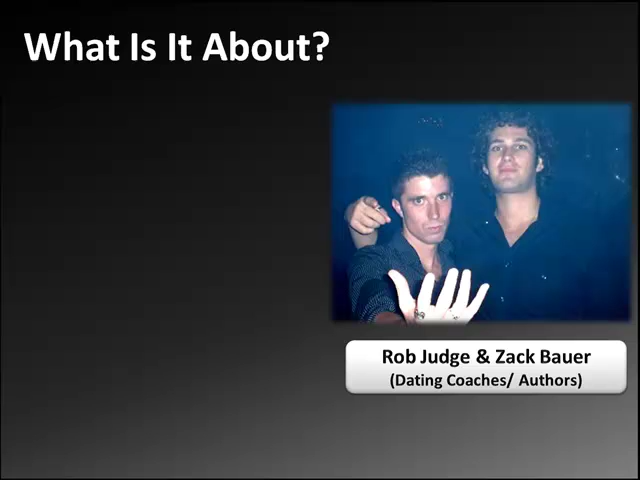 What Is It About?
Rob Judge & Zack Bauer
(Dating Coaches/ Authors)